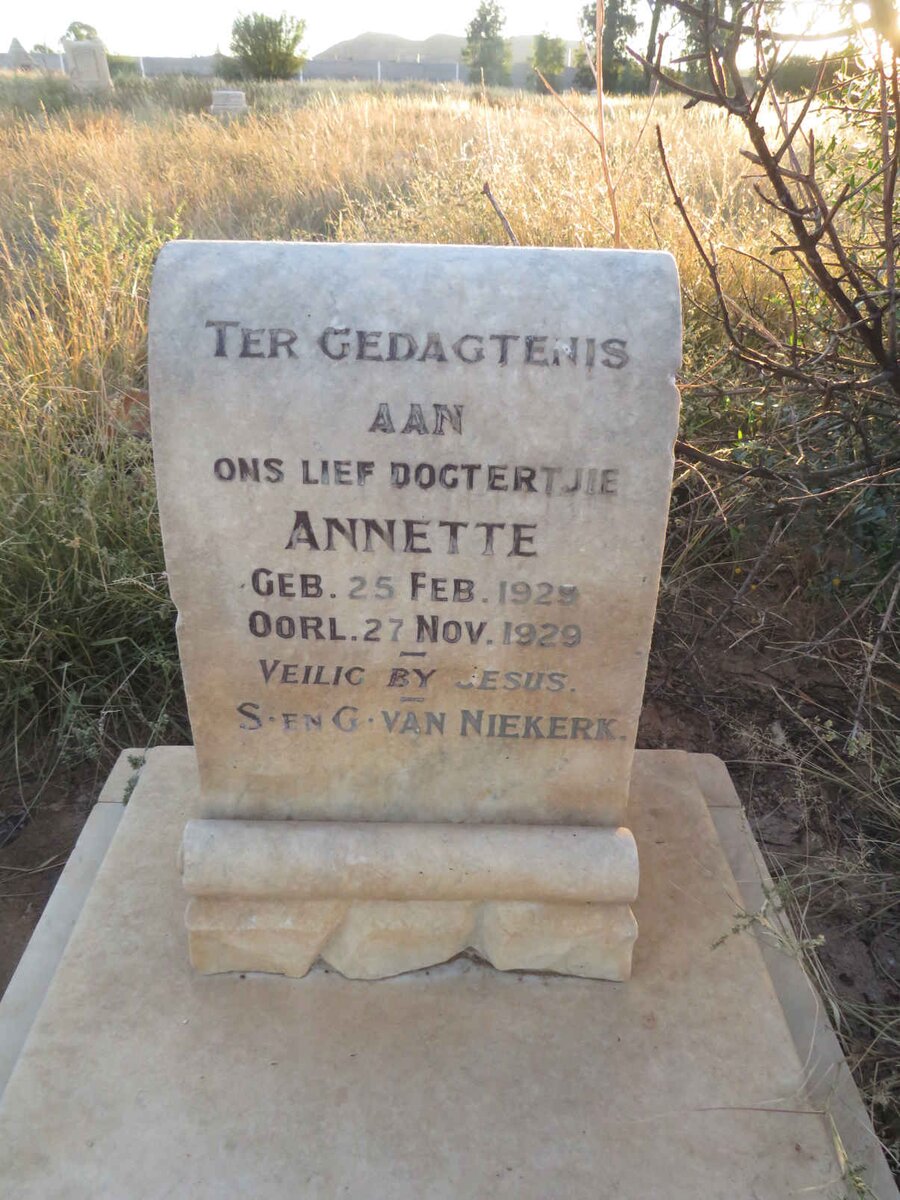 TER GEDAGTENIS
AAN
ONS LIEF DOGTERTJIE
ANNETTE
GEB. 25 FEB. 1929
OORL. 27 NOV. 1929
VEILIG BY JESUS.
S. EN G. VAN NIEKERK.